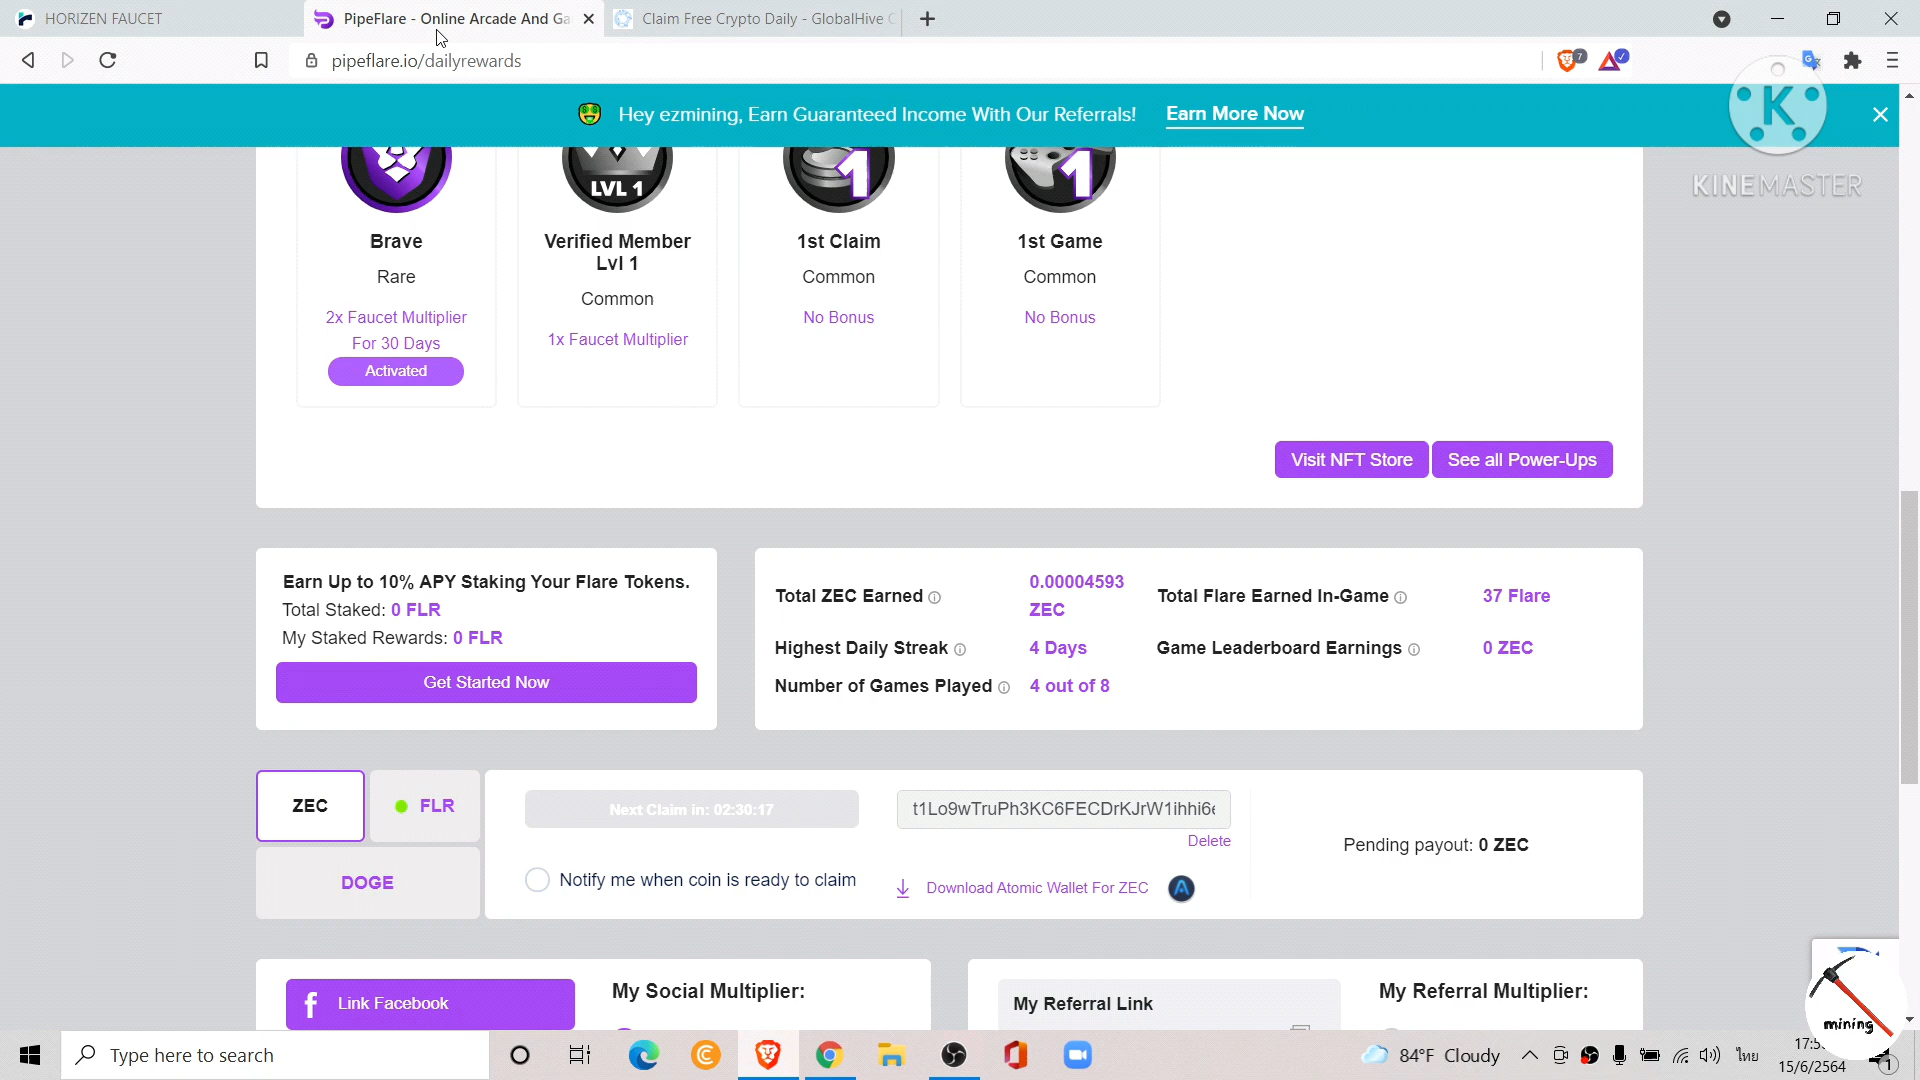 HORIZEN FAUCET
PipeFlare - Online Arcade And Ga
Claim Free Crypto Daily - GlobalHive
pipeflare.io/dailyrewards
7
Hey ezmining, Earn Guaranteed Income With Our Referrals!
Earn More Now
K
KINEMASTER
LVL 1
1
1
Brave
Rare
2x Faucet Multiplier
For 30 Days
Activated
Verified Member
Lvl 1
Common
1x Faucet Multiplier
1st Claim
Common
No Bonus
1st Game
Common
No Bonus
Visit NFT Store
See all Power-Ups
Earn Up to 10% APY Staking Your Flare Tokens.
Total Staked: 0 FLR
My Staked Rewards: 0 FLR
Get Started Now
Total ZEC Earned
0.00004593
ZEC
Total Flare Earned In-Game
37 Flare
Highest Daily Streak
4 Days
Game Leaderboard Earnings
0 ZEC
Number of Games Played
4 out of 8
ZEC
FLR
DOGE
Next Claim in: 02:30:17
t1Lo9wTruPh3KC6FECDrKJrW1ihhi6
Delete
Notify me when coin is ready to claim
Download Atomic Wallet For ZEC
Pending payout: 0 ZEC
Link Facebook
My Social Multiplier:
My Referral Link
My Referral Multiplier:
mining
Type here to search
84°F Cloudy
ไทย
15/6/2564
1